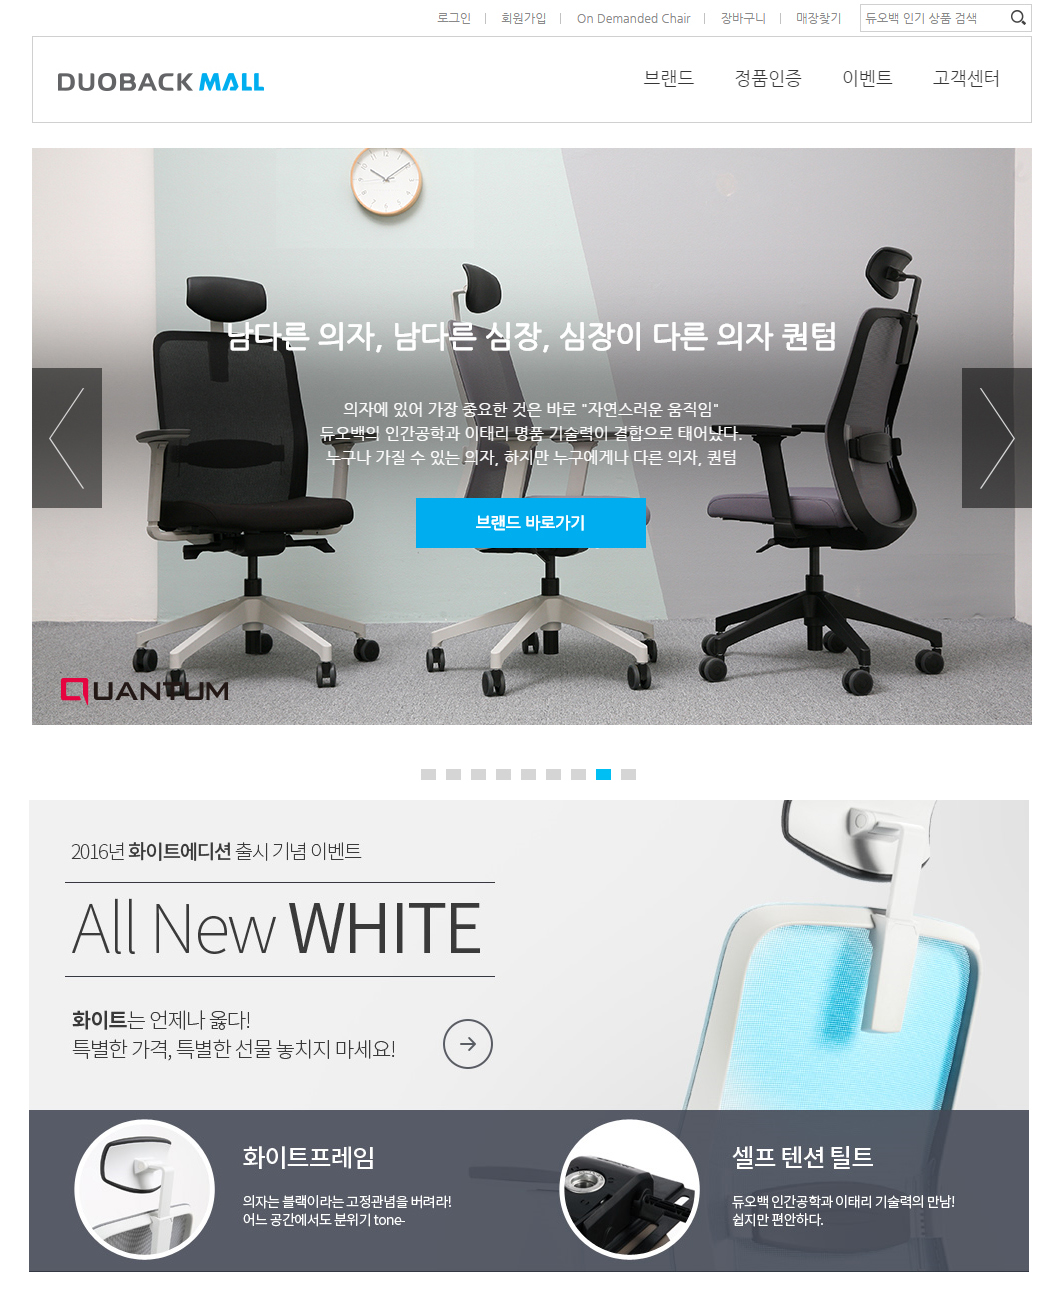 로그인 회원가입 On Demanded Chair 장바구니 매장찾기 듀오백 인기 상품 검색
DUOBACK MALL
브랜드 정품인증 이벤트 고객센터
남다른 의자, 남다른 심장, 심장이 다른 의자 퀀텀
의자에 있어 가장 중요한 것은 바로 "자연스러운 움직임"
듀오백의 인간공학과 이태리 명품 기술력이 결합으로 태어났다.
누구나 가질 수 있는 의자, 하지만 누구에게나 다른 의자, 퀀텀
브랜드 바로가기
QUANTUM
2016년 화이트에디션 출시 기념 이벤트
All New WHITE
화이트는 언제나 옳다!
특별한 가격, 특별한 선물 놓치지 마세요!
화이트프레임
의자는 블랙이라는 고정관념을 버려라!
어느 공간에서도 분위기 tone-
셀프 텐션 틸트
듀오백 인간공학과 이태리 기술력의 만남!
쉽지만 편안하다.